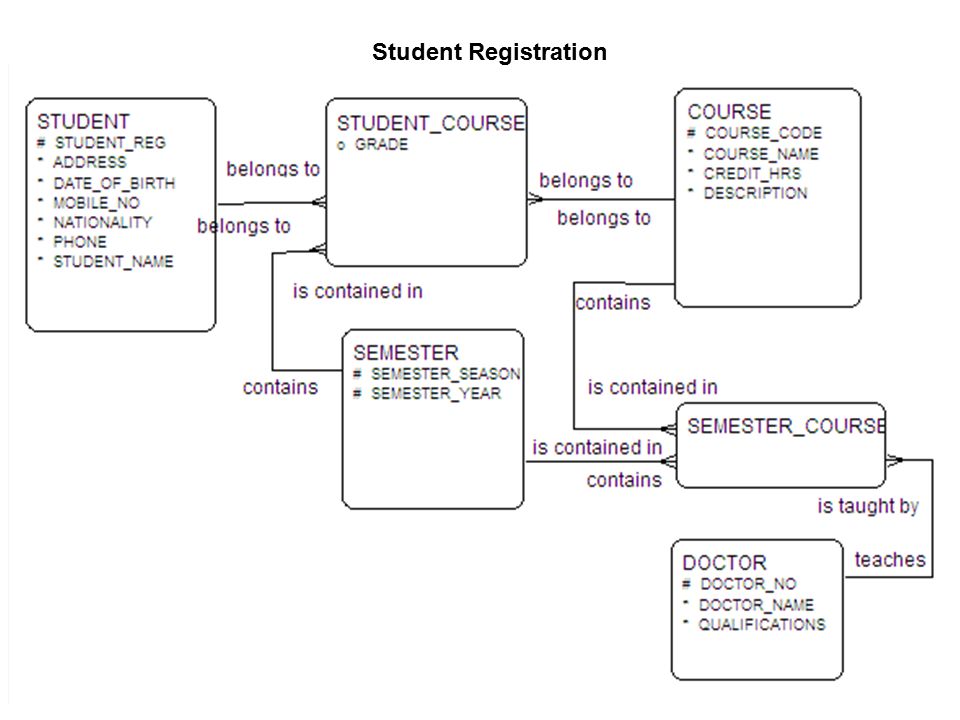 Student Registration
STUDENT
# STUDENT_REG
* ADDRESS
* DATE_OF_BIRTH
* MOBILE_NO
* NATIONALITY
* PHONE
* STUDENT_NAME
belongs to
belongs to
STUDENT_COURSE
o GRADE
belongs to
belongs to
COURSE
# COURSE_CODE
* COURSE_NAME
* CREDIT_HRS
* DESCRIPTION
is contained in
contains
SEMESTER
# SEMESTER_SEASON
# SEMESTER_YEAR
contains
is contained in
is contained in
contains
SEMESTER_COURSE
is taught by
teaches
DOCTOR
# DOCTOR_NO
* DOCTOR_NAME
* QUALIFICATIONS